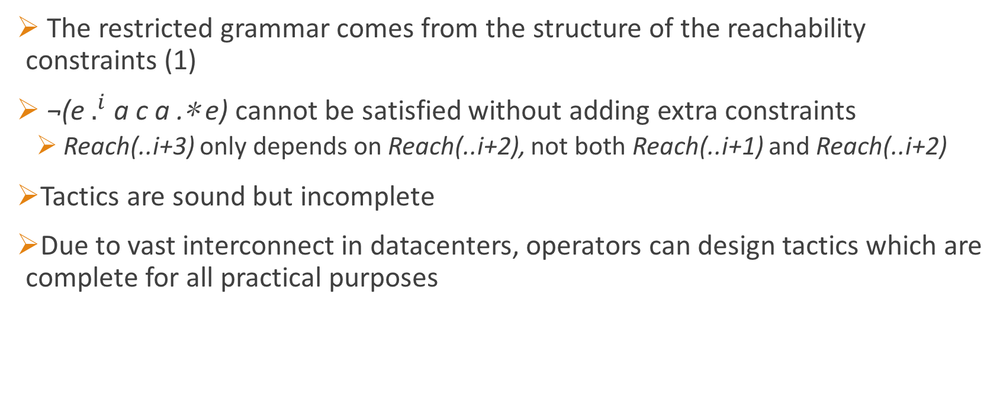 ➢ The restricted grammar comes from the structure of the reachability
constraints (1)
➢ ¬(e .ⁱ a c a .* e) cannot be satisfied without adding extra constraints
➢ Reach(..i+3) only depends on Reach(..i+2), not both Reach(..i+1) and Reach(..i+2)
➢Tactics are sound but incomplete
➢Due to vast interconnect in datacenters, operators can design tactics which are
complete for all practical purposes